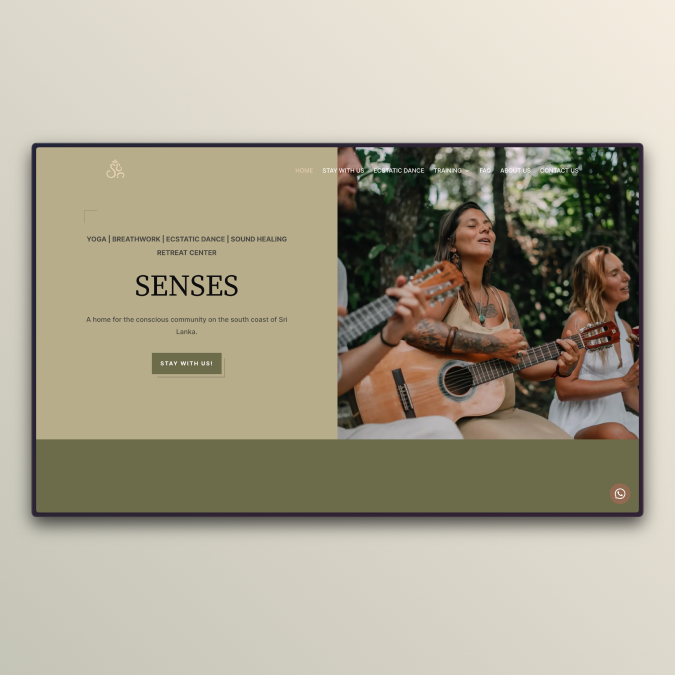 HOME STAY WITH US ECSTATIC DANCE TRAINING FAQ ABOUT US CONTACT US
YOGA | BREATHWORK | ECSTATIC DANCE | SOUND HEALING
RETREAT CENTER
SENSES
A home for the conscious community on the south coast of Sri
Lanka.
STAY WITH US!